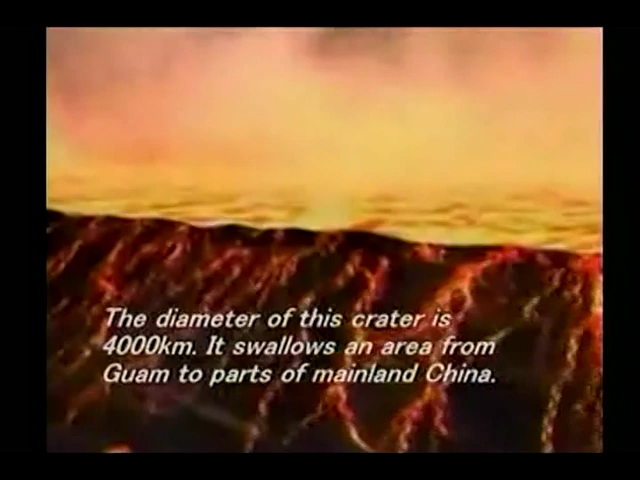 The diameter of this crater is
4000km. It swallows an area from
Guam to parts of mainland China.